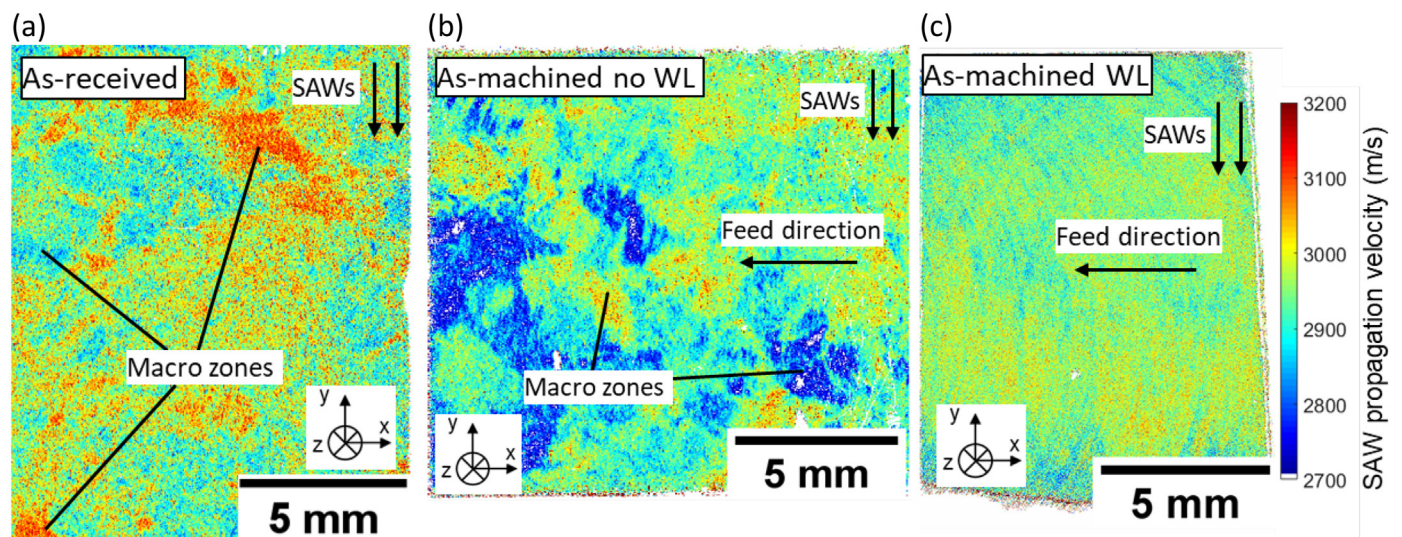 (a)
As-received
SAWs
Macro zones
y
x
z
5 mm
(b)
As-machined no WL
SAWs
Feed direction
Macro zones
y
x
z
5 mm
(c)
As-machined WL
SAWs
Feed direction
y
x
z
5 mm
3200
3100
3000
2900
2800
2700
SAW propagation velocity (m/s)